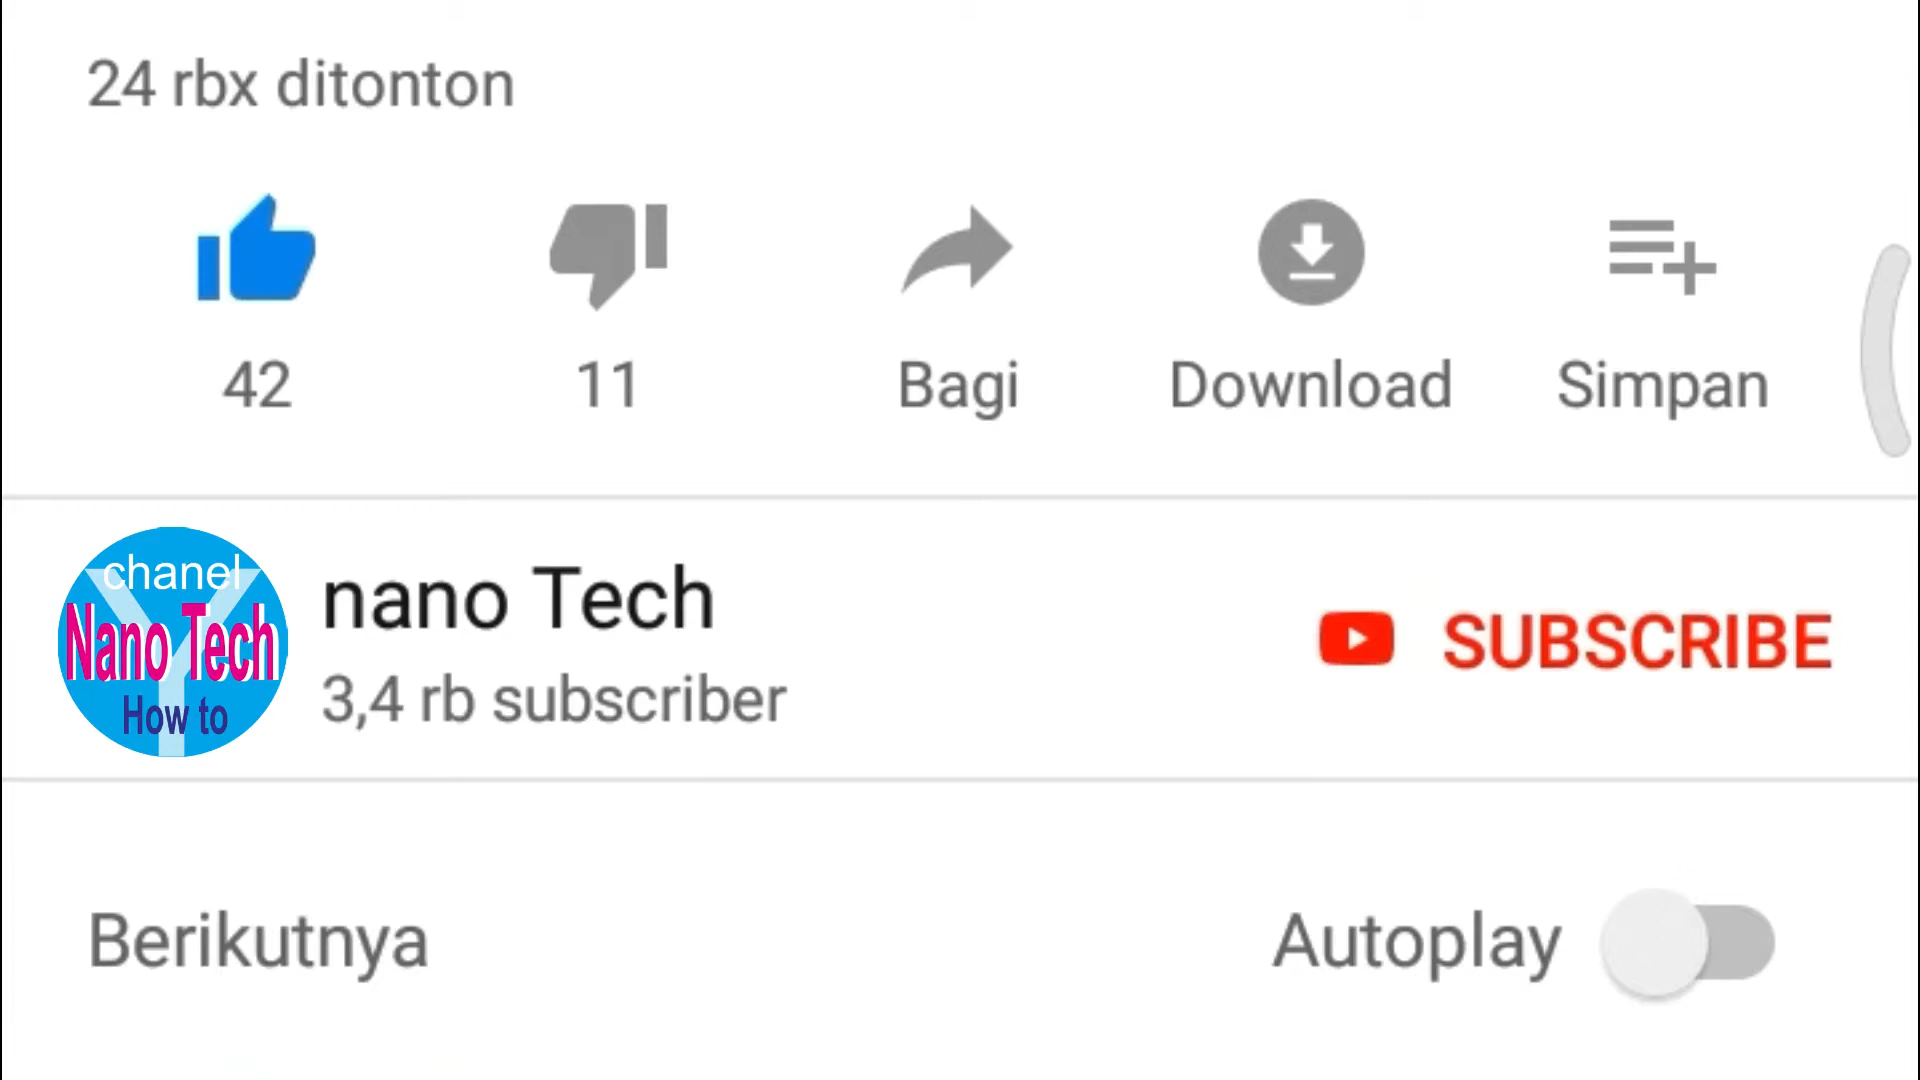 24 rbx ditonton
42
11
Bagi
Download
Simpan
chanel
Nano Tech
How to
nano Tech
3,4 rb subscriber
SUBSCRIBE
Berikutnya
Autoplay